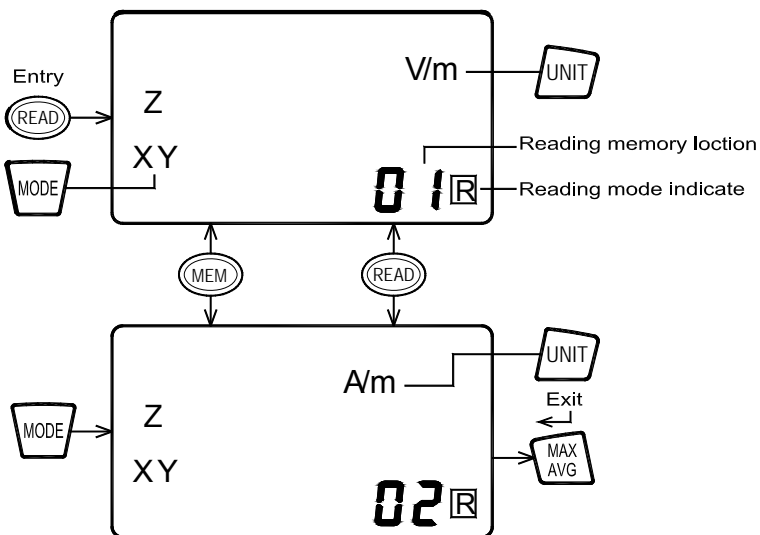 V/m
UNIT
Entry
READ
Z
XY
MODE
Reading memory loction
01 R
Reading mode indicate
MEM
READ
A/m
UNIT
Exit
MODE
Z
XY
MAX
AVG
02 R